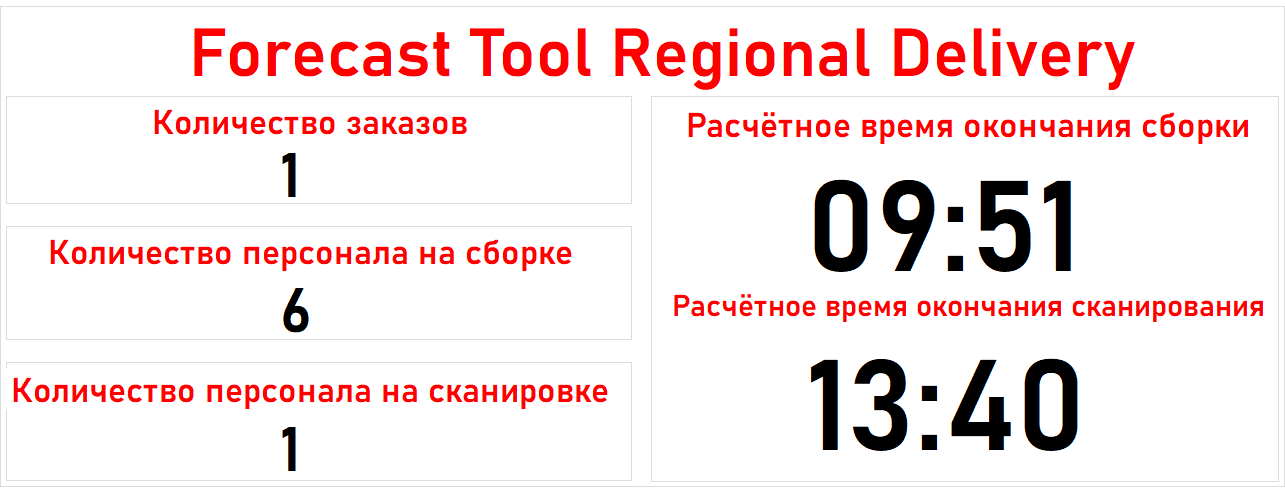 Forecast Tool Regional Delivery
Количество заказов
1
Количество персонала на сборке
6
Количество персонала на сканировке
1
Расчётное время окончания сборки
09:51
Расчётное время окончания сканирования
13:40